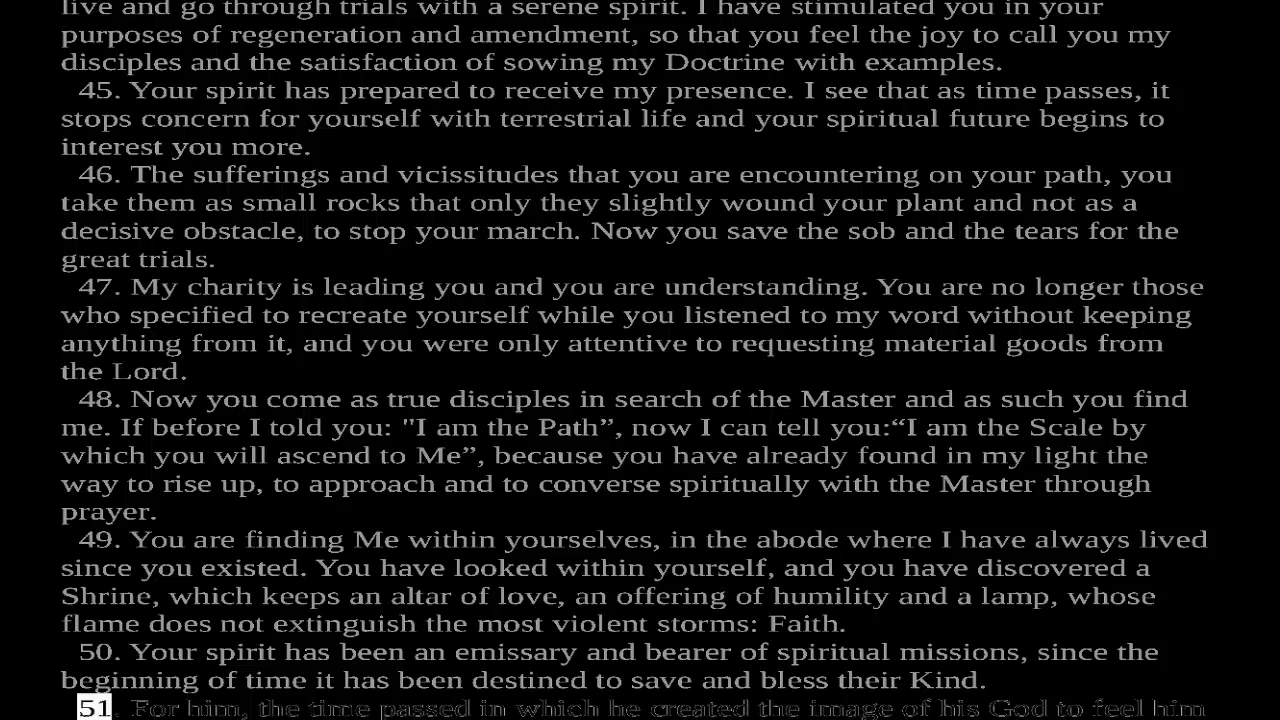 live and go through trials with a serene spirit. I have stimulated you in your
purposes of regeneration and amendment, so that you feel the joy to call you my
disciples and the satisfaction of sowing my Doctrine with examples.
45. Your spirit has prepared to receive my presence. I see that as time passes, it
stops concern for yourself with terrestrial life and your spiritual future begins to
interest you more.
46. The sufferings and vicissitudes that you are encountering on your path, you
take them as small rocks that only they slightly wound your plant and not as a
decisive obstacle, to stop your march. Now you save the sob and the tears for the
great trials.
47. My charity is leading you and you are understanding. You are no longer those
who specified to recreate yourself while you listened to my word without keeping
anything from it, and you were only attentive to requesting material goods from
the Lord.
48. Now you come as true disciples in search of the Master and as such you find
me. If before I told you: "I am the Path”, now I can tell you:“I am the Scale by
which you will ascend to Me”, because you have already found in my light the
way to rise up, to approach and to converse spiritually with the Master through
prayer.
49. You are finding Me within yourselves, in the abode where I have always lived
since you existed. You have looked within yourself, and you have discovered a
Shrine, which keeps an altar of love, an offering of humility and a lamp, whose
flame does not extinguish the most violent storms: Faith.
50. Your spirit has been an emissary and bearer of spiritual missions, since the
beginning of time it has been destined to save and bless their Kind.
51. For him, the time passed in which he created the image of his God to feel him